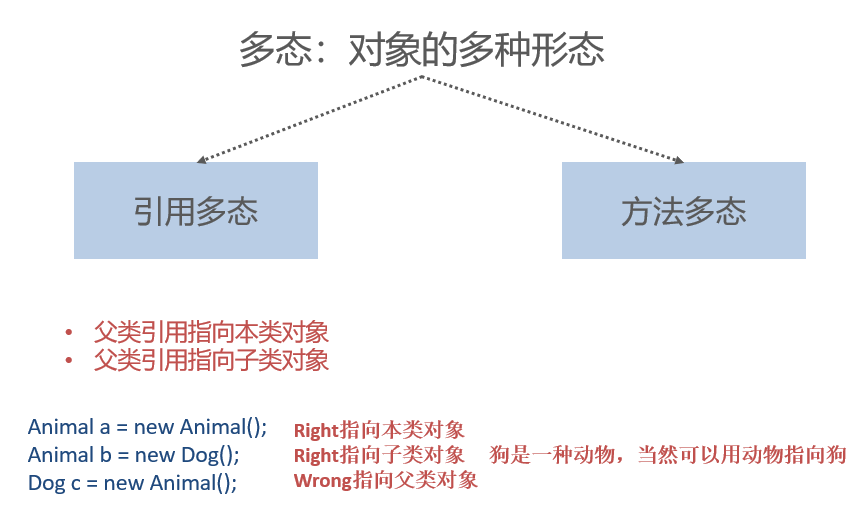 多态：对象的多种形态
引用多态
方法多态
• 父类引用指向本类对象
• 父类引用指向子类对象
Animal a = new Animal(); Right指向本类对象
Animal b = new Dog(); Right指向子类对象 狗是一种动物，当然可以用动物指向狗
Dog c = new Animal(); Wrong指向父类对象